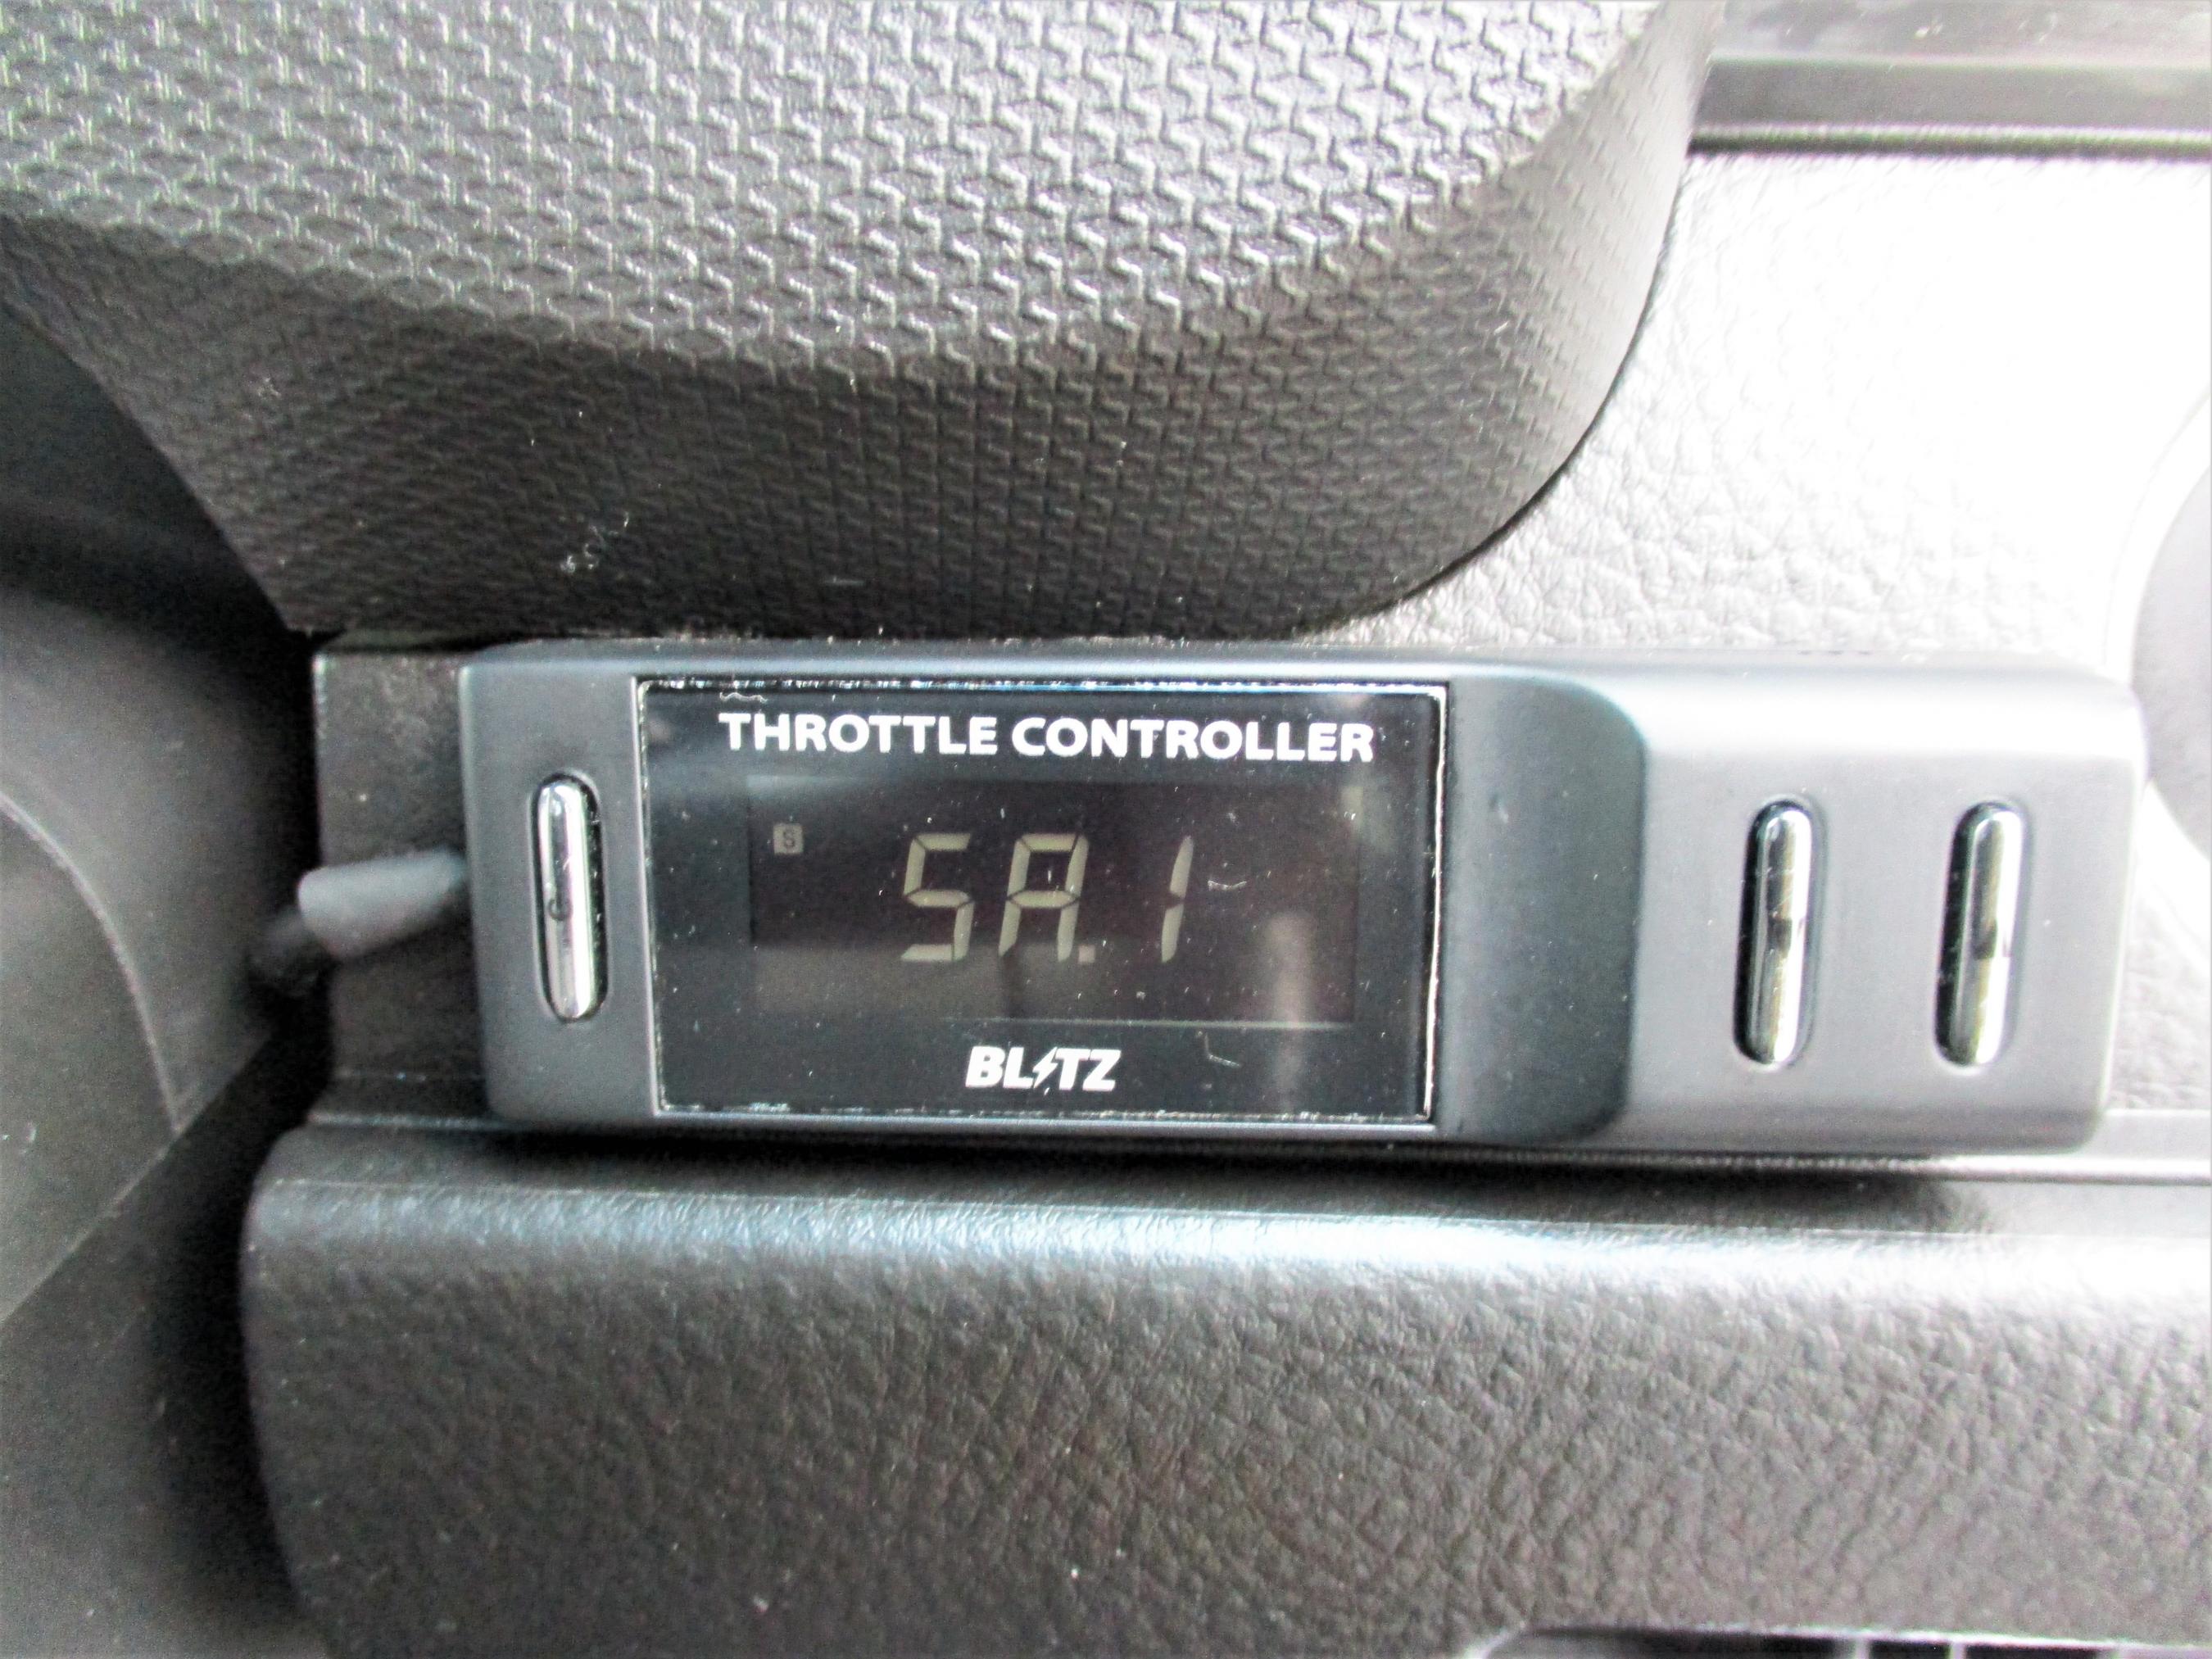 THROTTLE CONTROLLER
S
SA.1
BLITZ